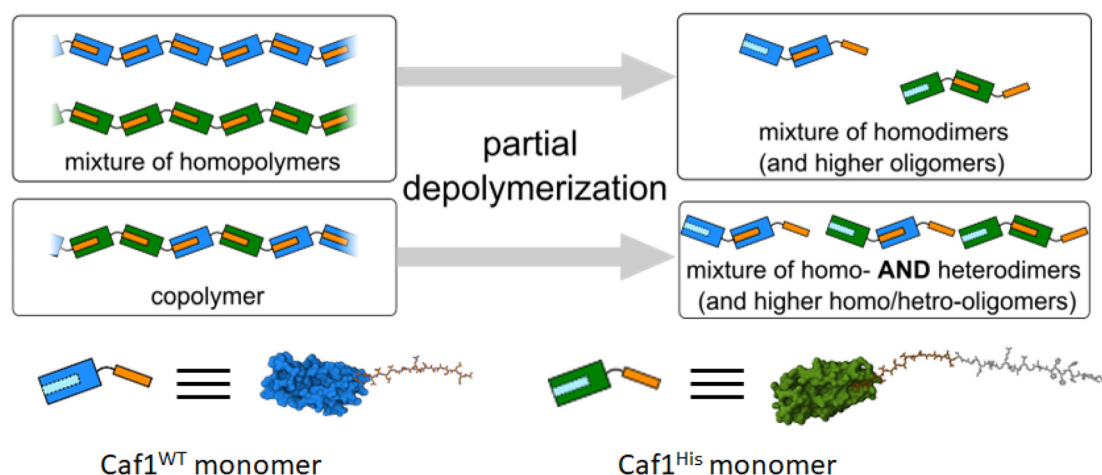 mixture of homopolymers
partial
depolymerization
mixture of homodimers
(and higher oligomers)
copolymer
mixture of homo- AND heterodimers
(and higher homo/hetro-oligomers)
Caf1ᵂᵀ monomer
Caf1ᴴⁱˢ monomer